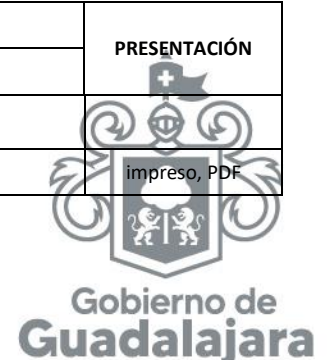 PRESENTACIÓN
impreso, PDF
Gobierno de
Guadalajara